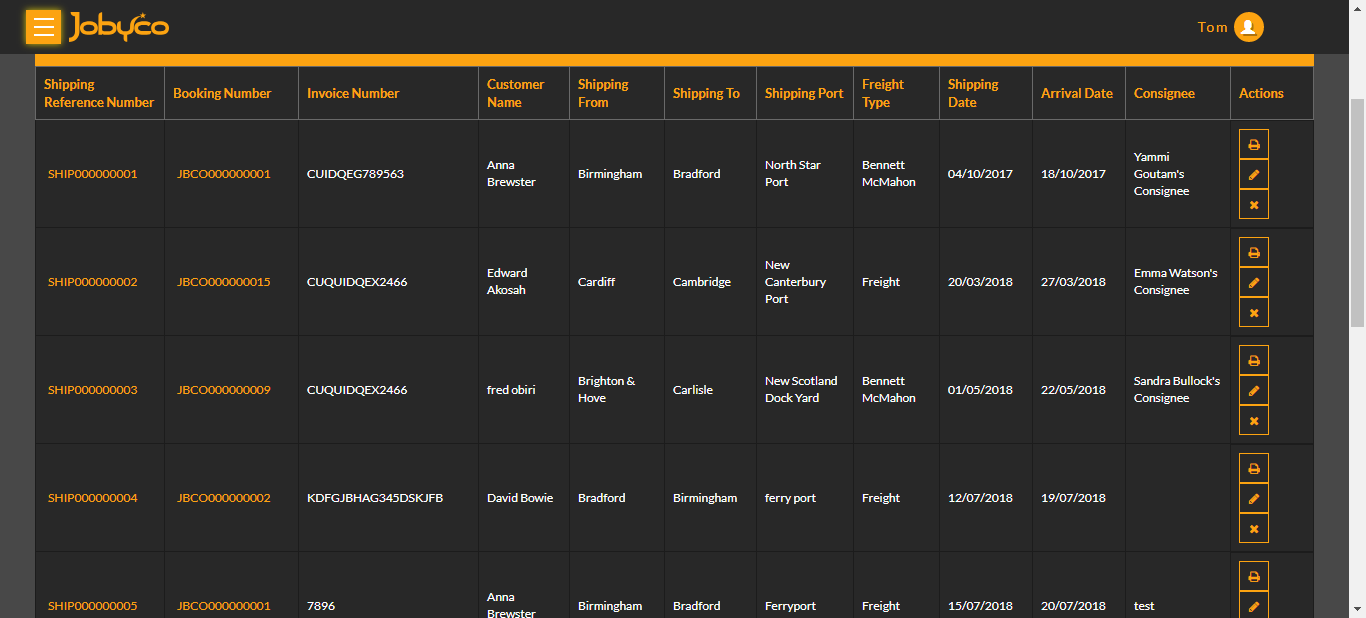 Jobyco
Tom
Shipping Reference Number | Booking Number | Invoice Number | Customer Name | Shipping From | Shipping To | Shipping Port | Freight Type | Shipping Date | Arrival Date | Consignee | Actions
SHIP000000001 | JBCO000000001 | CUIDQEG789563 | Anna Brewster | Birmingham | Bradford | North Star Port | Bennett McMahon | 04/10/2017 | 18/10/2017 | Yammi Goutam's Consignee
SHIP000000002 | JBCO000000015 | CUQUIDQEX2466 | Edward Akosah | Cardiff | Cambridge | New Canterbury Port | Freight | 20/03/2018 | 27/03/2018 | Emma Watson's Consignee
SHIP000000003 | JBCO000000009 | CUQUIDQEX2466 | fred obiri | Brighton & Hove | Carlisle | New Scotland Dock Yard | Bennett McMahon | 01/05/2018 | 22/05/2018 | Sandra Bullock's Consignee
SHIP000000004 | JBCO000000002 | KDFGJBHAG345DSKJFB | David Bowie | Bradford | Birmingham | ferry port | Freight | 12/07/2018 | 19/07/2018
SHIP000000005 | JBCO000000001 | 7896 | Anna Brewster | Birmingham | Bradford | Ferryport | Freight | 15/07/2018 | 20/07/2018 | test